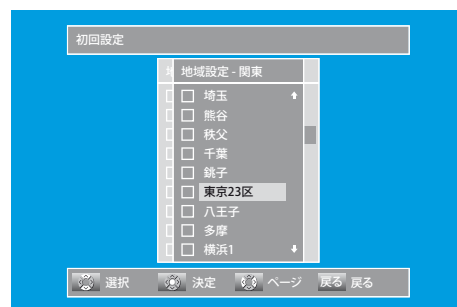 初回設定
地域設定 - 関東
埼玉
熊谷
秩父
千葉
銚子
東京23区
八王子
多摩
横浜1
選択 決定 ページ 戻る 戻る